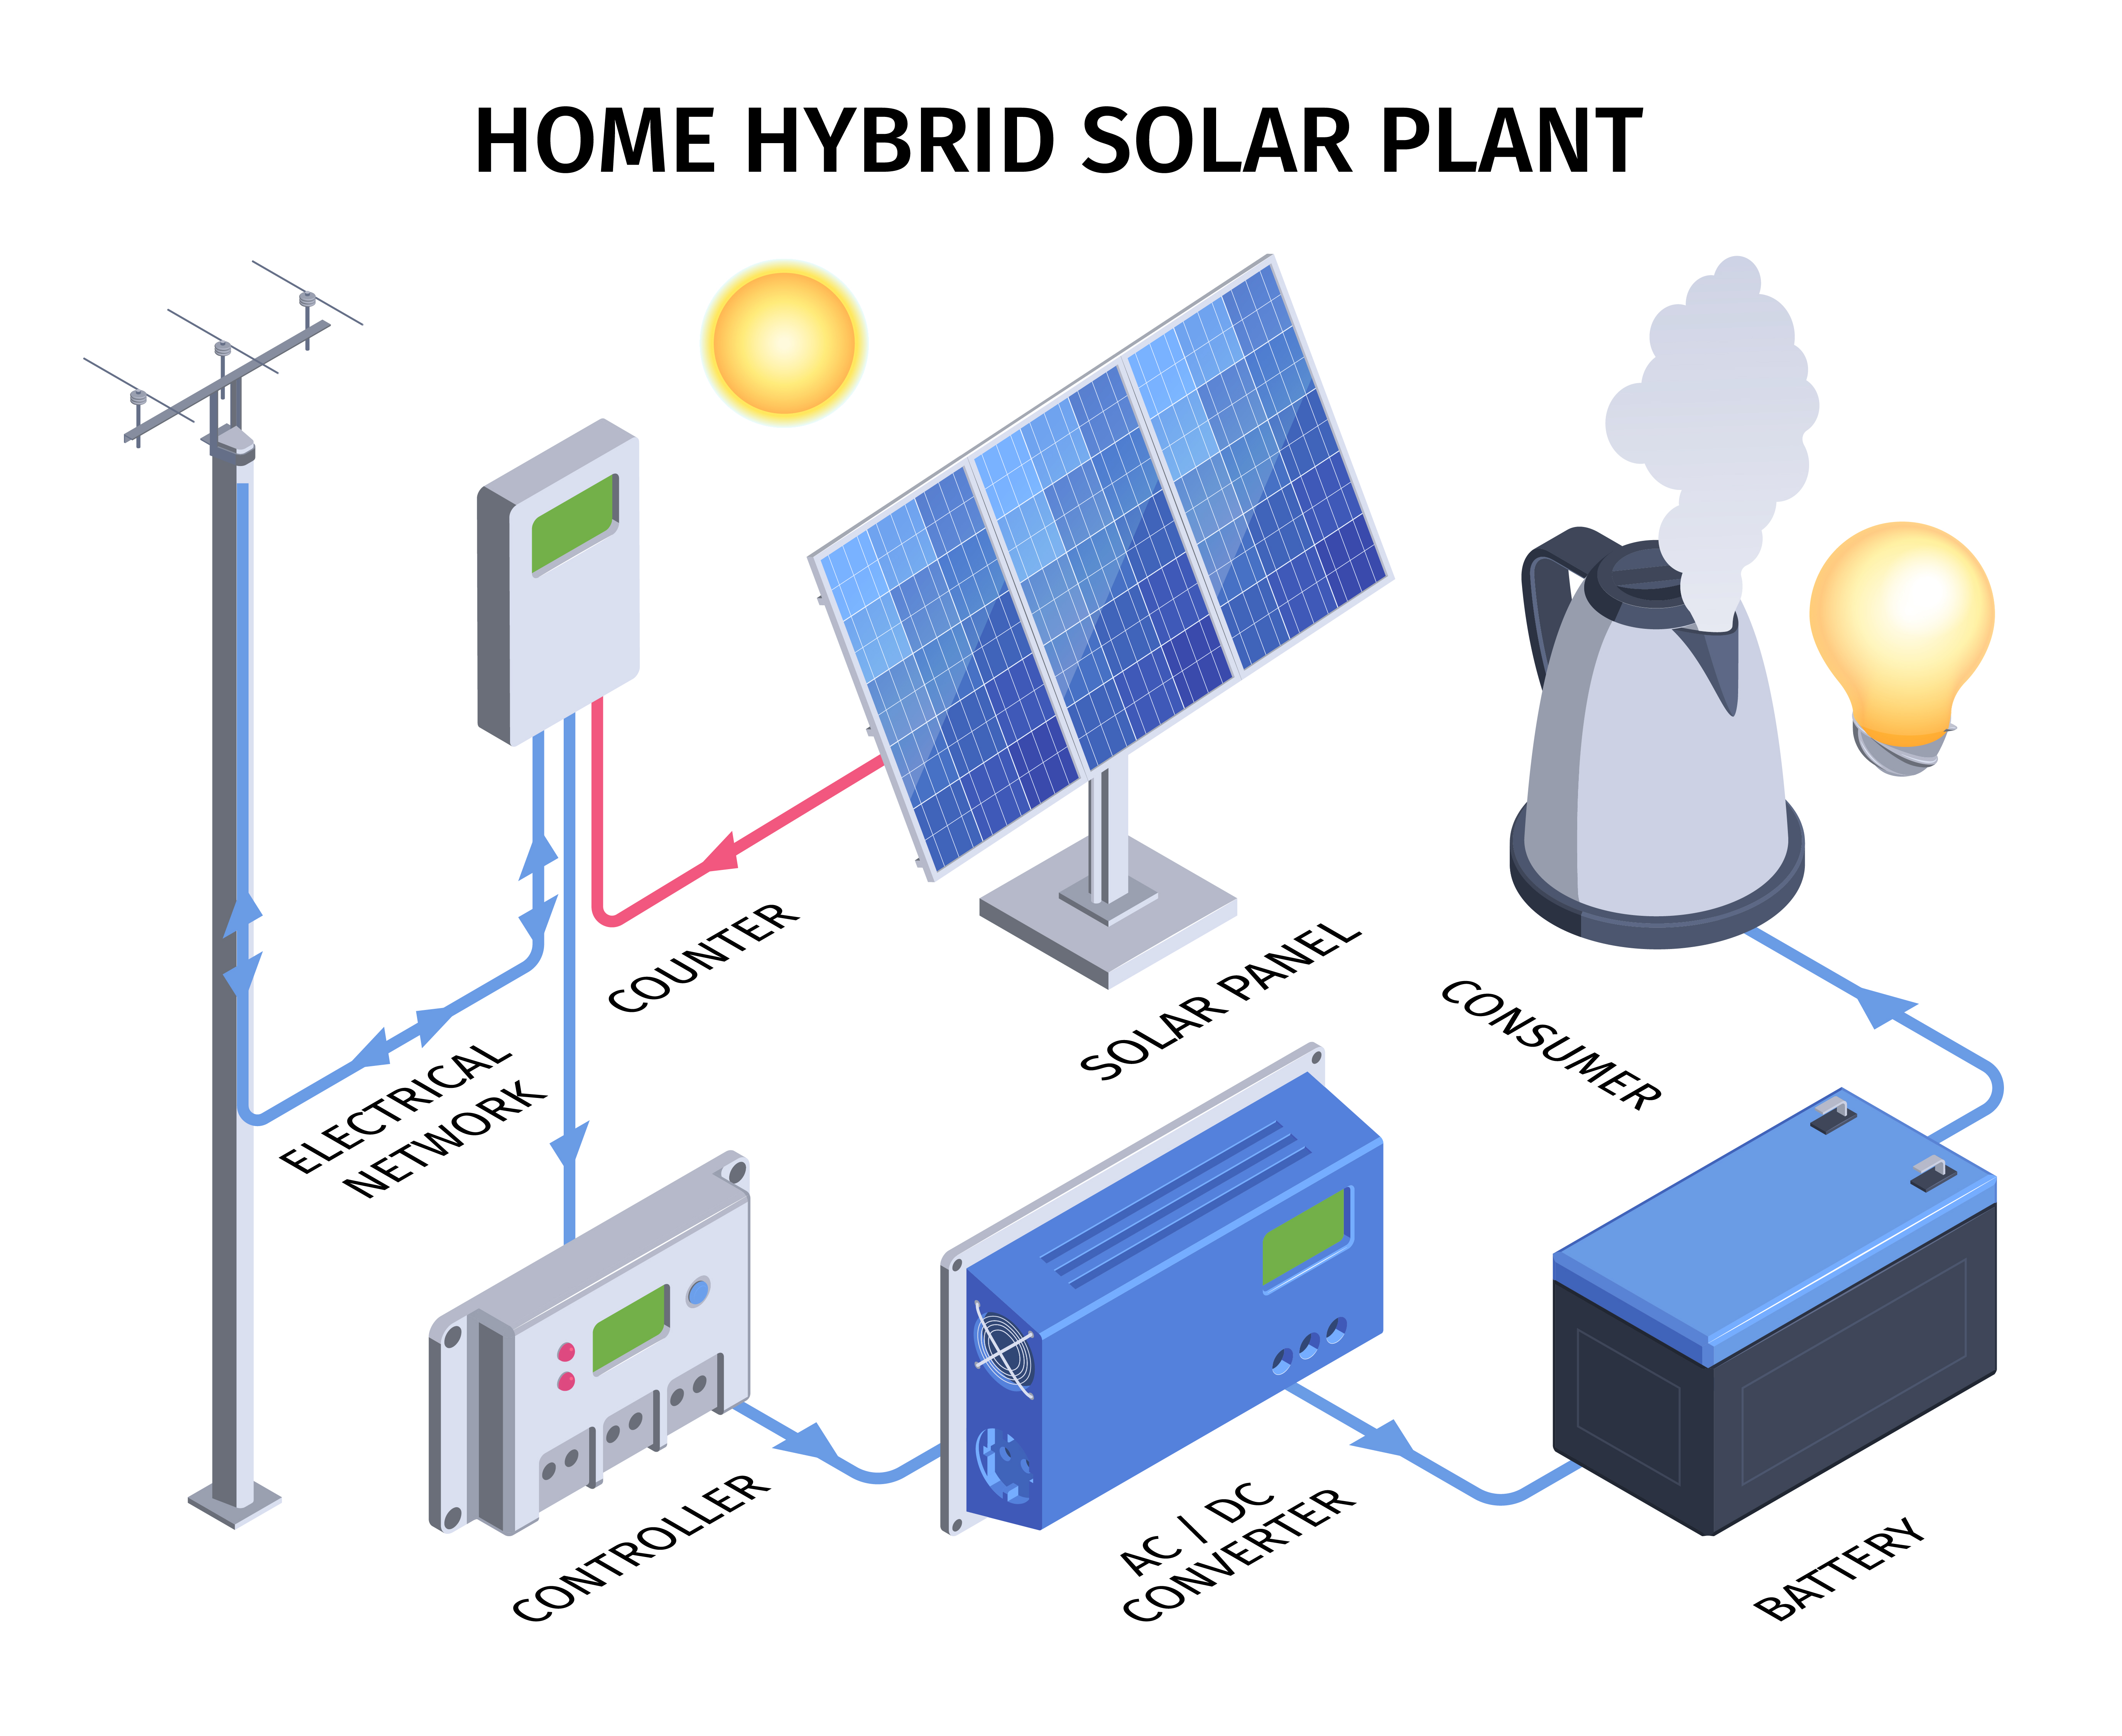 HOME HYBRID SOLAR PLANT
COUNTER
SOLAR PANEL
CONSUMER
ELECTRICAL
NETWORK
CONTROLLER
AC / DC
CONVERTER
BATTERY